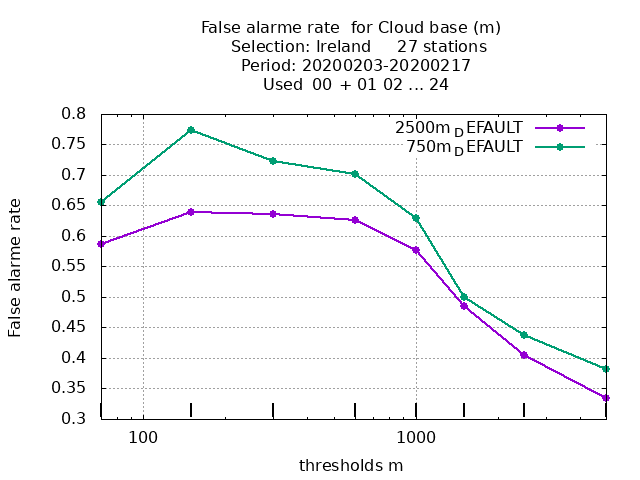 False alarme rate  for Cloud base (m)
Selection: Ireland     27 stations
Period: 20200203-20200217
Used  00 + 01 02 ... 24
2500m_DEFAULT
750m_DEFAULT
0.8
0.75
0.7
0.65
0.6
0.55
0.5
0.45
0.4
0.35
0.3
False alarme rate
100
1000
thresholds m